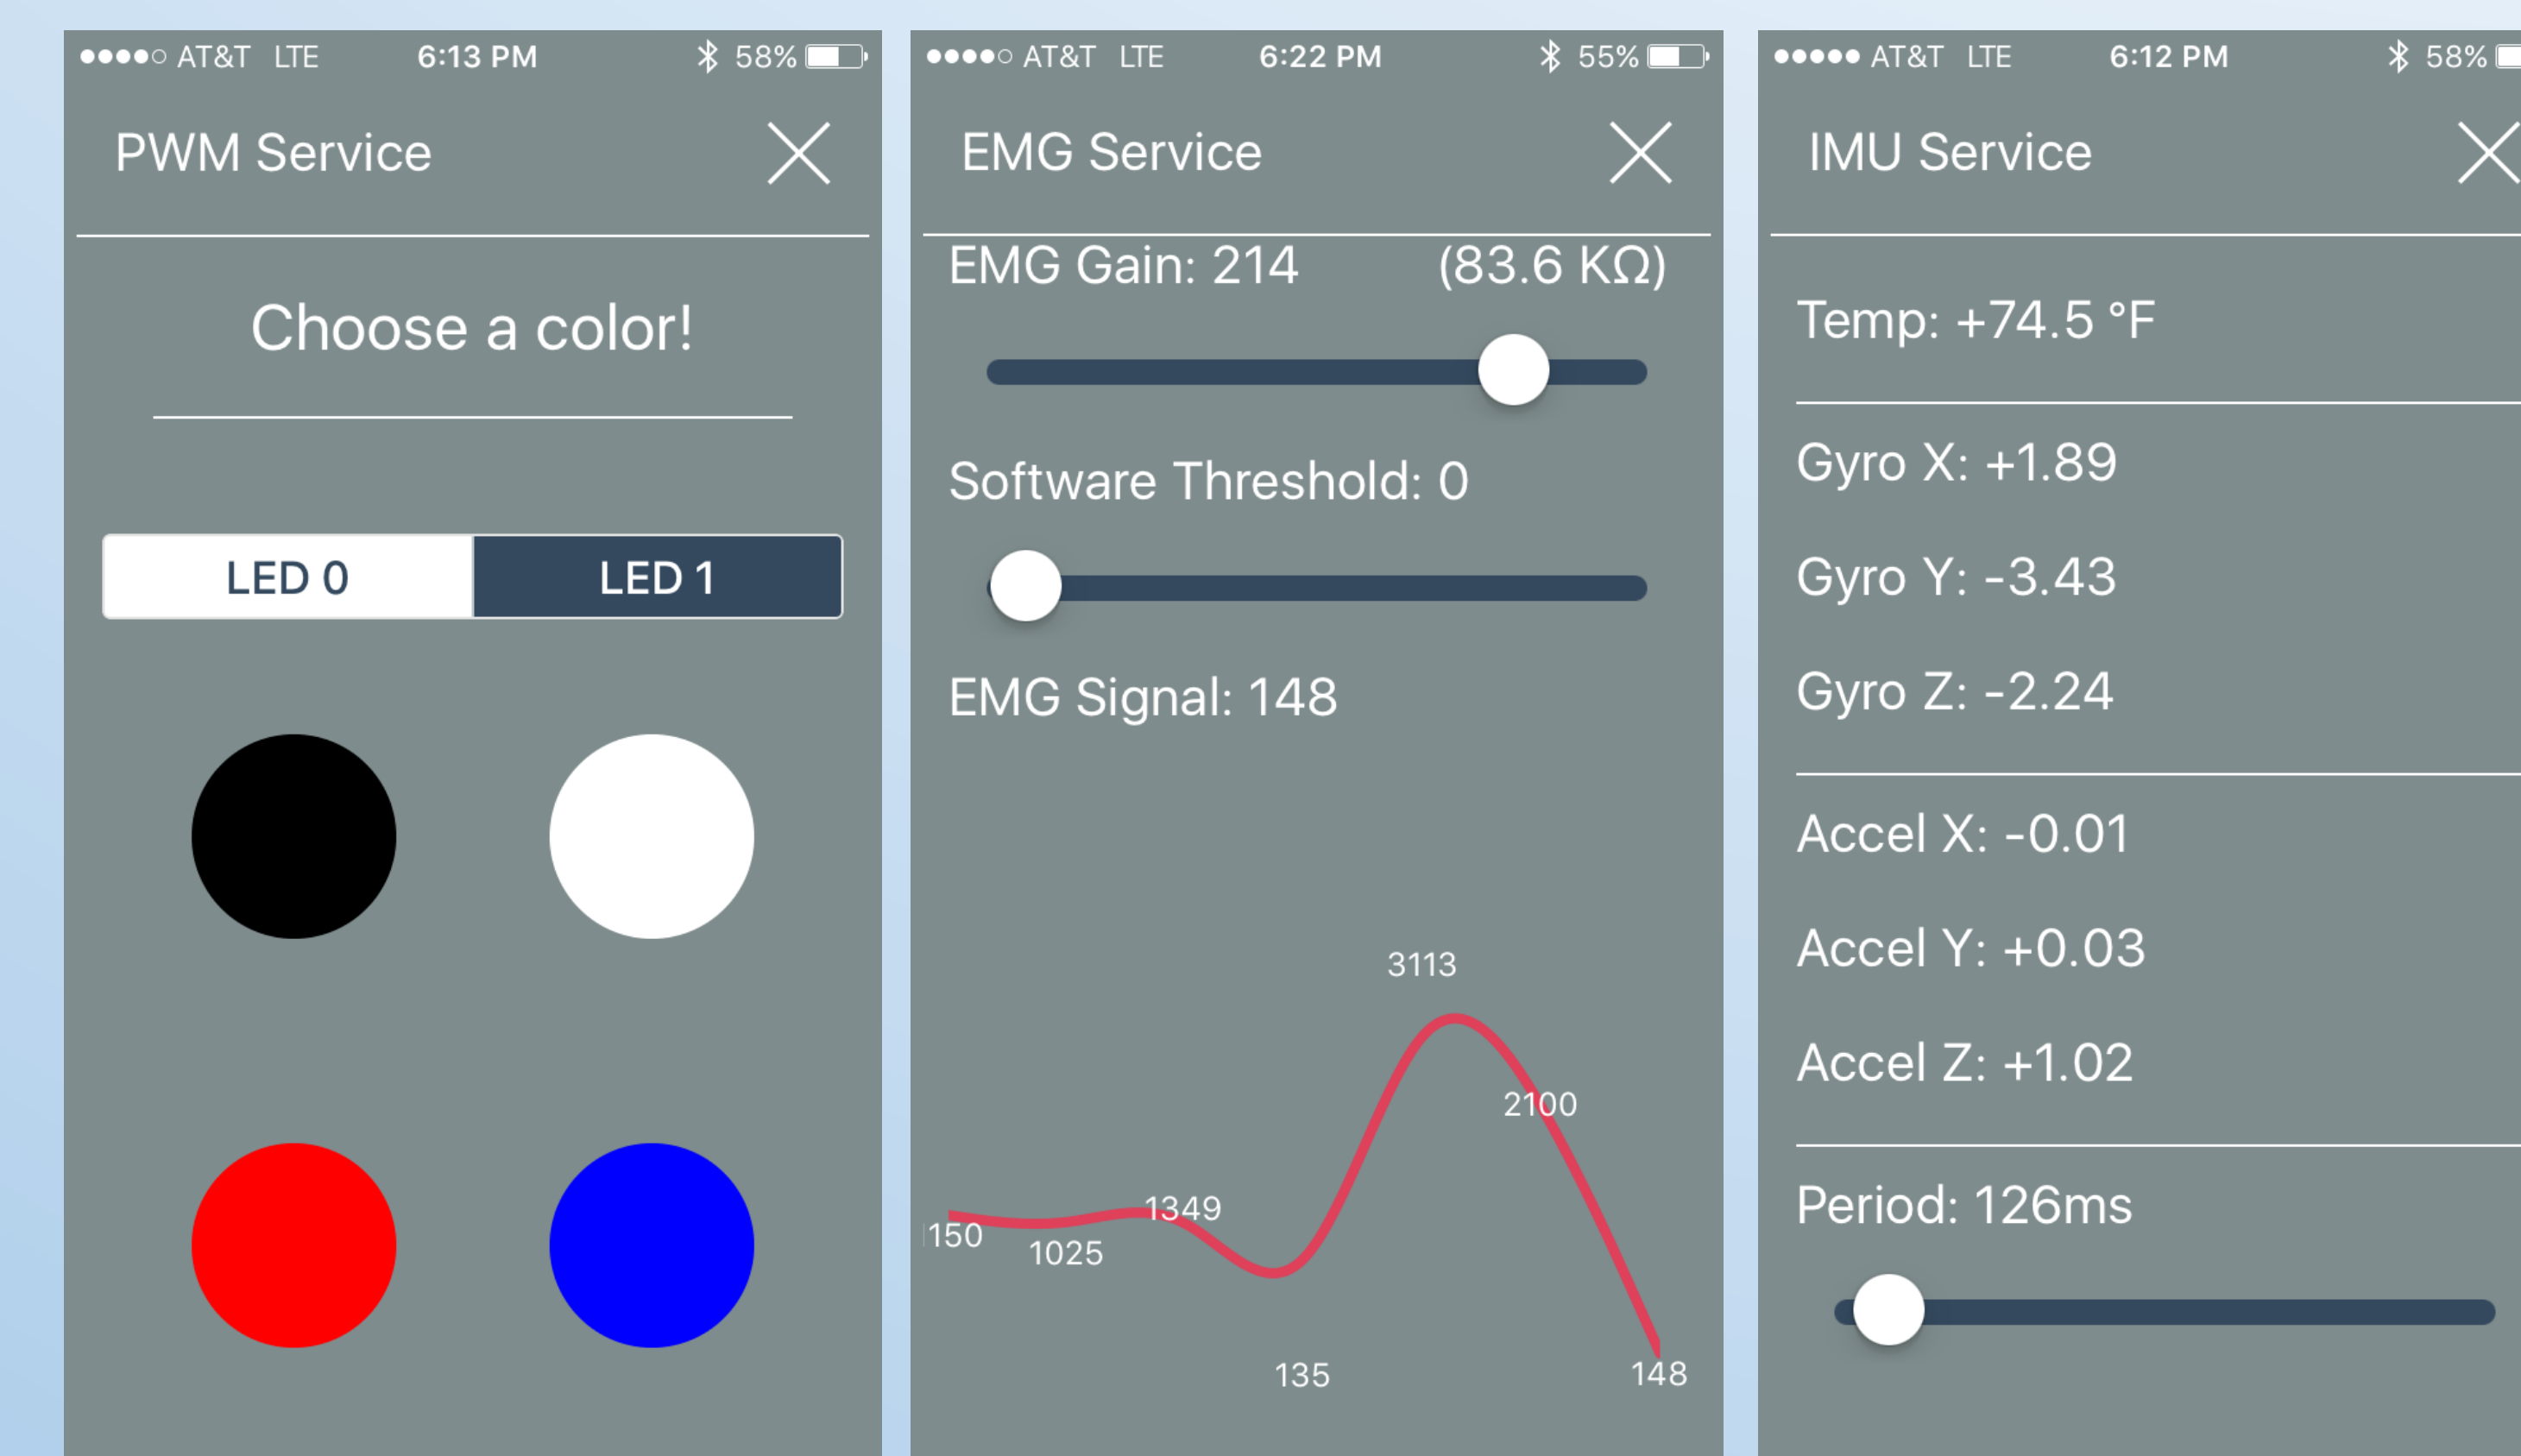 AT&T LTE 6:13 PM 58%
PWM Service
Choose a color!
LED 0 LED 1
AT&T LTE 6:22 PM 55%
EMG Service
EMG Gain: 214 (83.6 KΩ)
Software Threshold: 0
EMG Signal: 148
3113
2100
1349
150
1025
135
148
AT&T LTE 6:12 PM 58%
IMU Service
Temp: +74.5 °F
Gyro X: +1.89
Gyro Y: -3.43
Gyro Z: -2.24
Accel X: -0.01
Accel Y: +0.03
Accel Z: +1.02
Period: 126ms